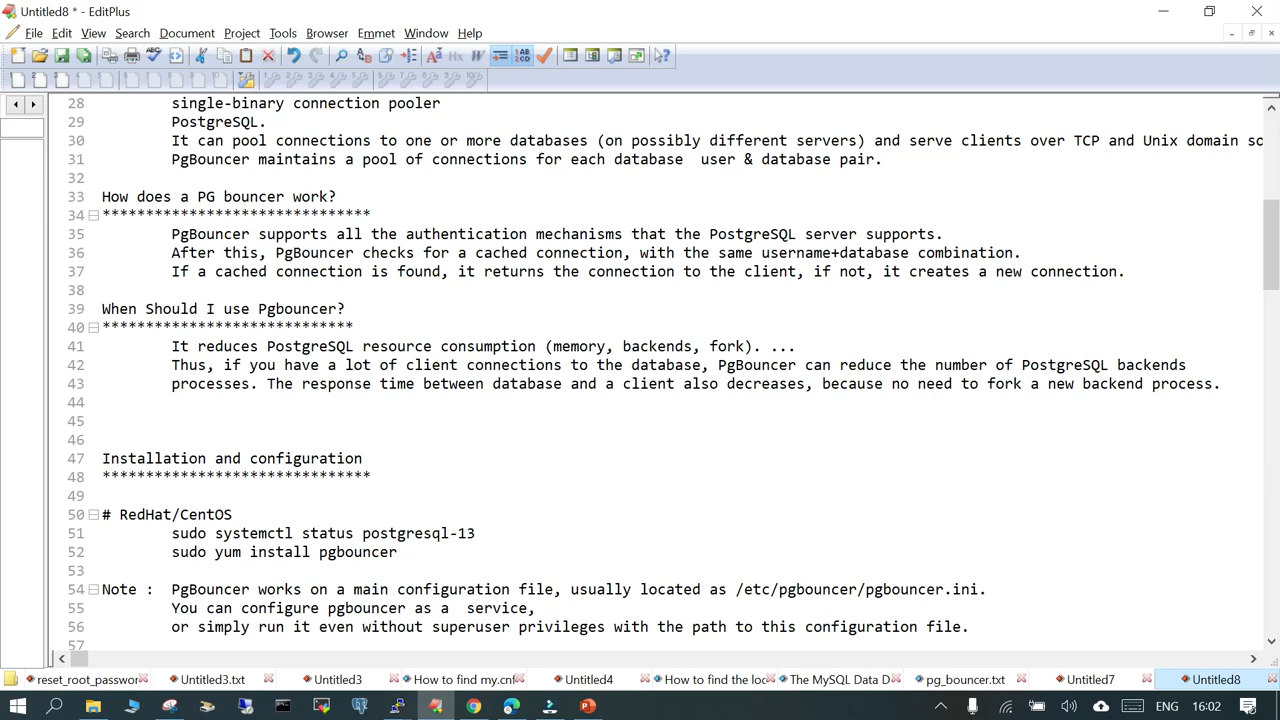 Untitled8 * - EditPlus
File Edit View Search Document Project Tools Browser Emmet Window Help
28 single-binary connection pooler
29 PostgreSQL.
30 It can pool connections to one or more databases (on possibly different servers) and serve clients over TCP and Unix domain sc
31 PgBouncer maintains a pool of connections for each database  user & database pair.
32
33 How does a PG bouncer work?
34 *******************************
35 PgBouncer supports all the authentication mechanisms that the PostgreSQL server supports.
36 After this, PgBouncer checks for a cached connection, with the same username+database combination.
37 If a cached connection is found, it returns the connection to the client, if not, it creates a new connection.
38
39 When Should I use Pgbouncer?
40 *****************************
41 It reduces PostgreSQL resource consumption (memory, backends, fork). ...
42 Thus, if you have a lot of client connections to the database, PgBouncer can reduce the number of PostgreSQL backends
43 processes. The response time between database and a client also decreases, because no need to fork a new backend process.
44
45
46
47 Installation and configuration
48 *******************************
49
50 # RedHat/CentOS
51 sudo systemctl status postgresql-13
52 sudo yum install pgbouncer
53
54 Note :  PgBouncer works on a main configuration file, usually located as /etc/pgbouncer/pgbouncer.ini.
55 You can configure pgbouncer as a  service,
56 or simply run it even without superuser privileges with the path to this configuration file.
57
reset_root_passwor Untitled3.txt Untitled3 How to find my.cnf Untitled4 How to find the loc The MySQL Data D pg_bouncer.txt Untitled7 Untitled8
ENG 16:02